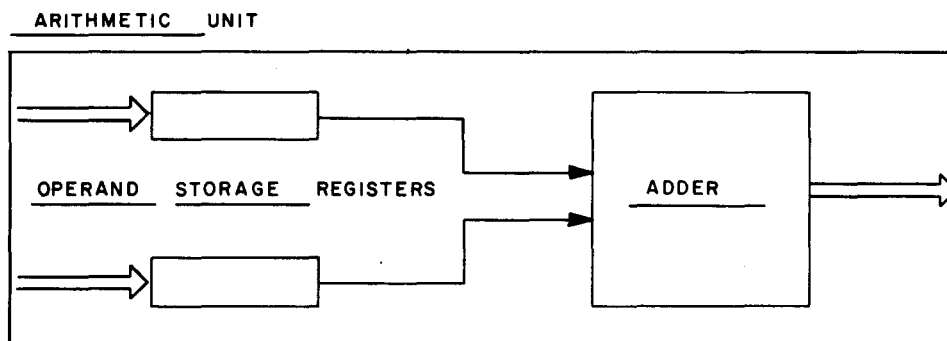 ARITHMETIC UNIT
OPERAND STORAGE REGISTERS
ADDER